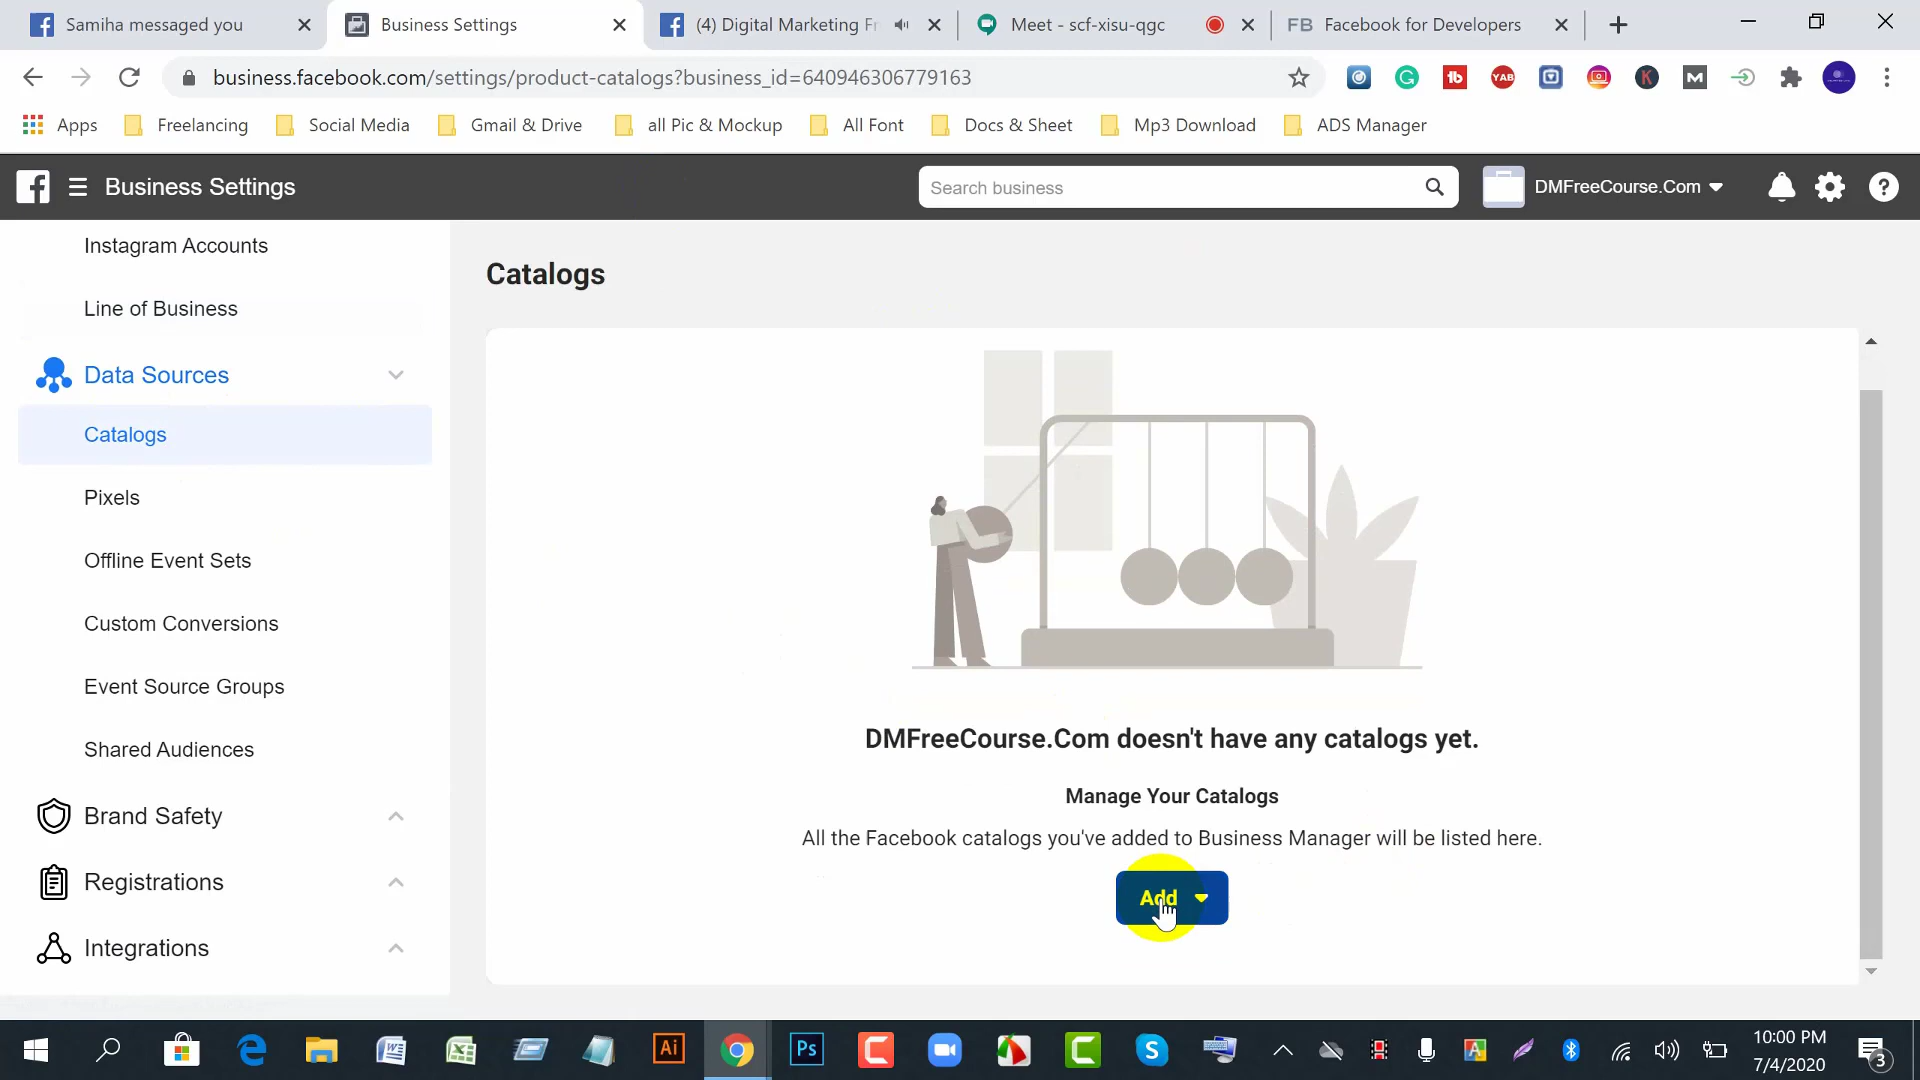 Samiha messaged you
Business Settings
(4) Digital Marketing Fr
Meet - scf-xisu-qgc
FB Facebook for Developers
business.facebook.com/settings/product-catalogs?business_id=640946306779163
YAB
Apps
Freelancing
Social Media
Gmail & Drive
all Pic & Mockup
All Font
Docs & Sheet
Mp3 Download
ADS Manager
Business Settings
Search business
DMFreeCourse.Com
Instagram Accounts
Line of Business
Data Sources
Catalogs
Pixels
Offline Event Sets
Custom Conversions
Event Source Groups
Shared Audiences
Brand Safety
Registrations
Integrations
Catalogs
DMFreeCourse.Com doesn't have any catalogs yet.
Manage Your Catalogs
All the Facebook catalogs you've added to Business Manager will be listed here.
Add
Ai
Ps
10:00 PM
7/4/2020
3